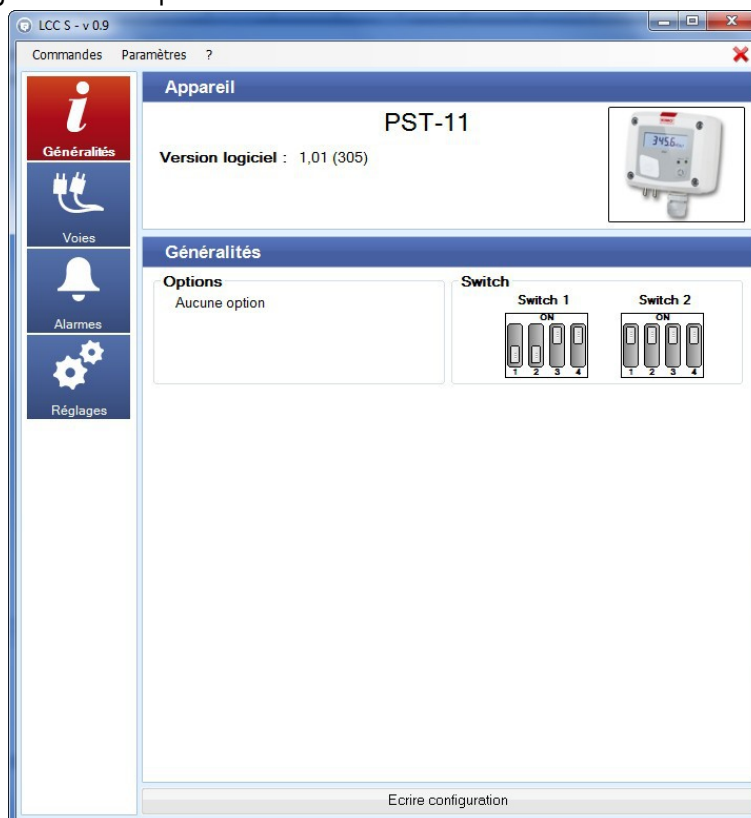 LCC S - v 0.9
Commandes Paramètres ?
Appareil
PST-11
Version logiciel : 1,01 (305)
345.6
Généralités
Voies
Alarmes
Réglages
Généralités
Options
Aucune option
Switch
Switch 1 Switch 2
ON ON
1 2 3 4 1 2 3 4
Ecrire configuration